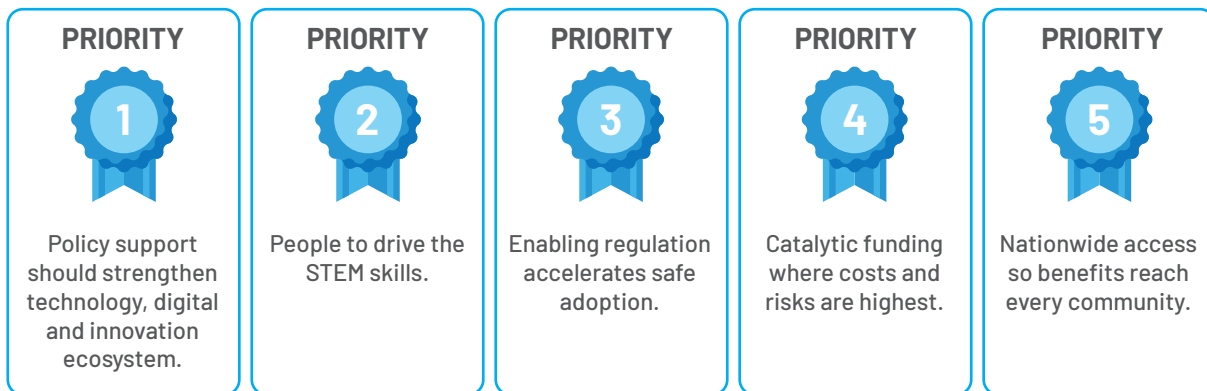 PRIORITY
1
Policy support
should strengthen
technology, digital
and innovation
ecosystem.
PRIORITY
2
People to drive the
STEM skills.
PRIORITY
3
Enabling regulation
accelerates safe
adoption.
PRIORITY
4
Catalytic funding
where costs and
risks are highest.
PRIORITY
5
Nationwide access
so benefits reach
every community.